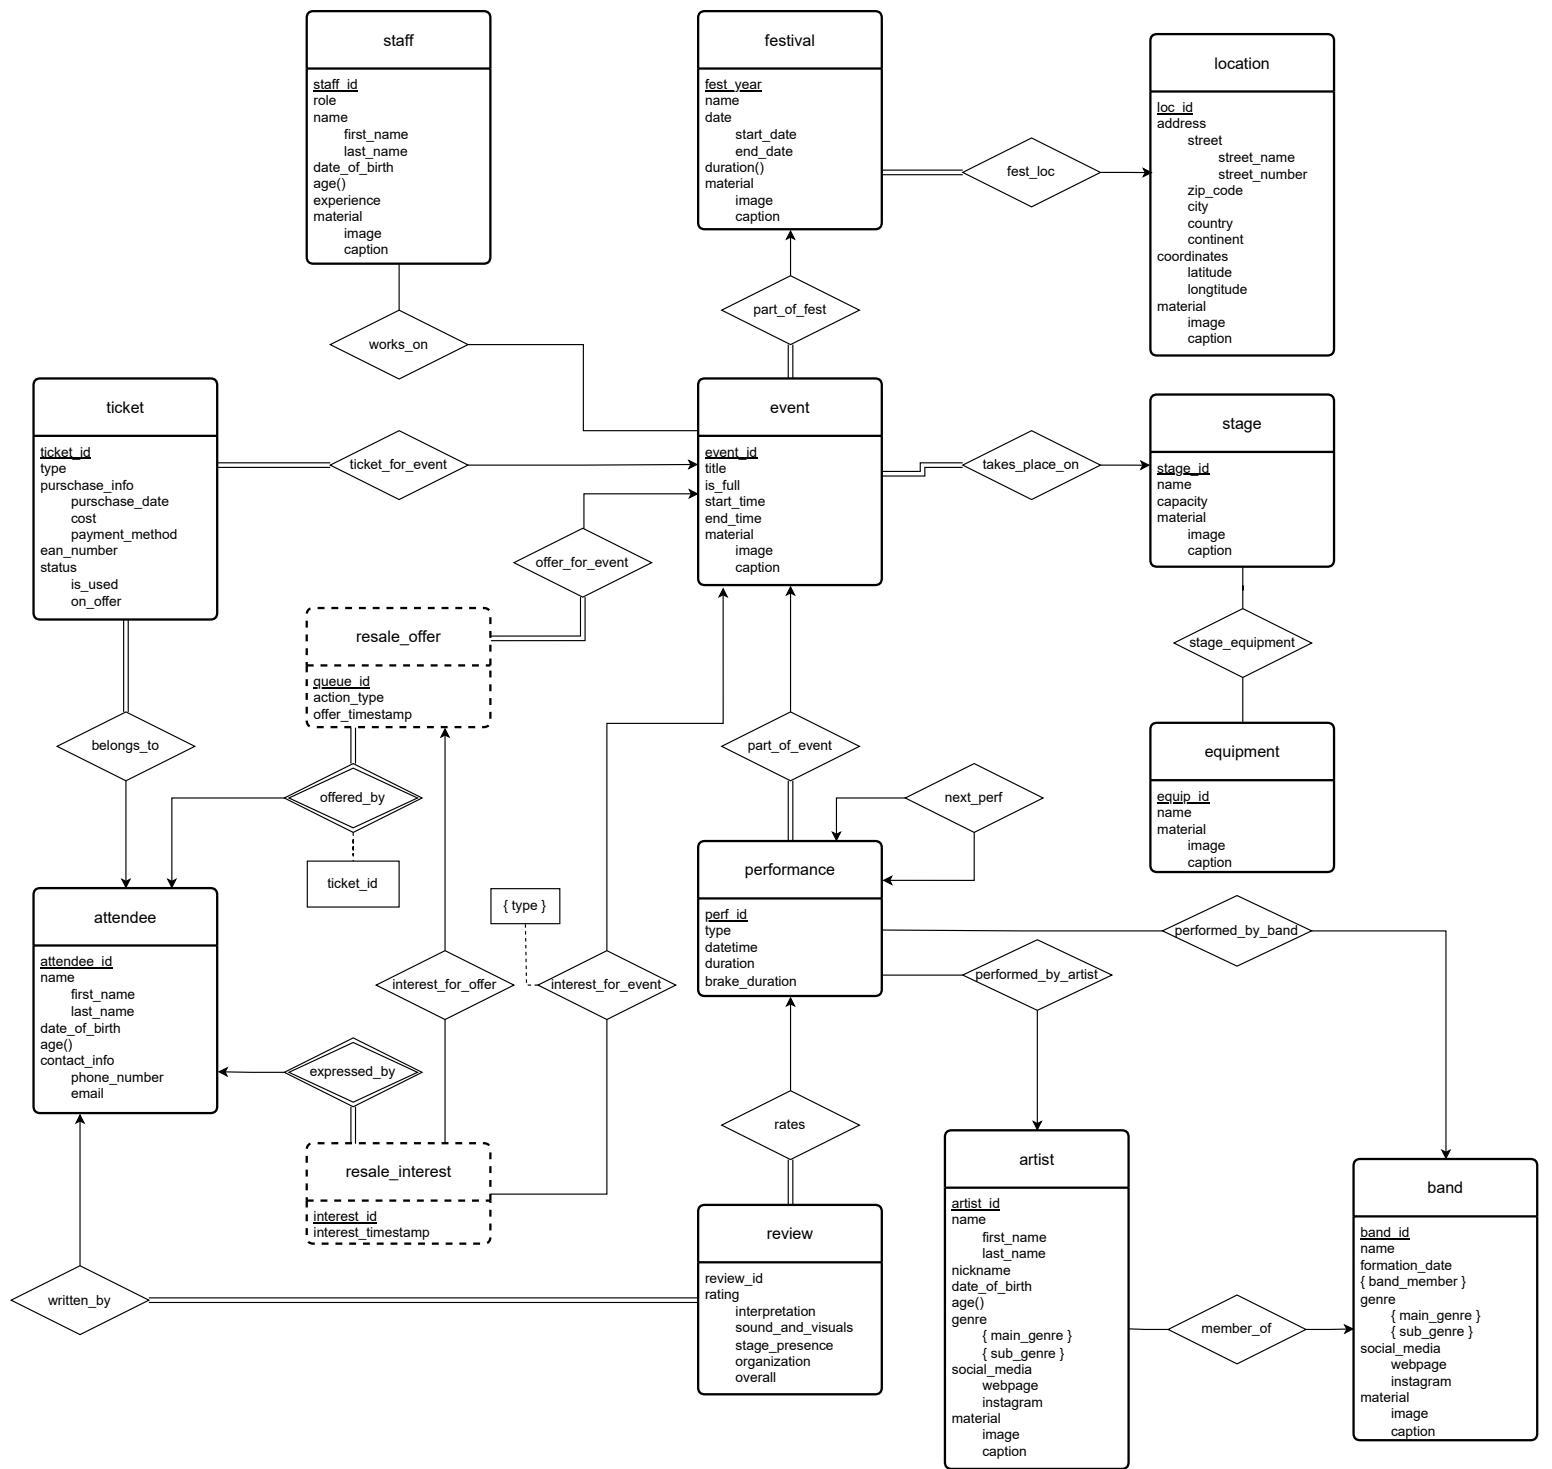 staff
staff_id
role
name
first_name
last_name
date_of_birth
age()
experience
material
image
caption
festival
fest_year
name
date
start_date
end_date
duration()
material
image
caption
fest_loc
location
loc_id
address
street
street_name
street_number
zip_code
city
country
continent
coordinates
latitude
longtitude
material
image
caption
works_on
part_of_fest
ticket
ticket_id
type
purschase_info
purschase_date
cost
payment_method
ean_number
status
is_used
on_offer
ticket_for_event
event
event_id
title
is_full
start_time
end_time
material
image
caption
takes_place_on
stage
stage_id
name
capacity
material
image
caption
offer_for_event
resale_offer
queue_id
action_type
offer_timestamp
stage_equipment
belongs_to
offered_by
ticket_id
part_of_event
next_perf
equipment
equip_id
name
material
image
caption
attendee
attendee_id
name
first_name
last_name
date_of_birth
age()
contact_info
phone_number
email
{ type }
interest_for_offer
interest_for_event
performance
perf_id
type
datetime
duration
brake_duration
performed_by_band
performed_by_artist
expressed_by
rates
resale_interest
interest_id
interest_timestamp
written_by
review
review_id
rating
interpretation
sound_and_visuals
stage_presence
organization
overall
artist
artist_id
name
first_name
last_name
nickname
date_of_birth
age()
genre
{ main_genre }
{ sub_genre }
social_media
webpage
instagram
material
image
caption
member_of
band
band_id
name
formation_date
{ band_member }
genre
{ main_genre }
{ sub_genre }
social_media
webpage
instagram
material
image
caption